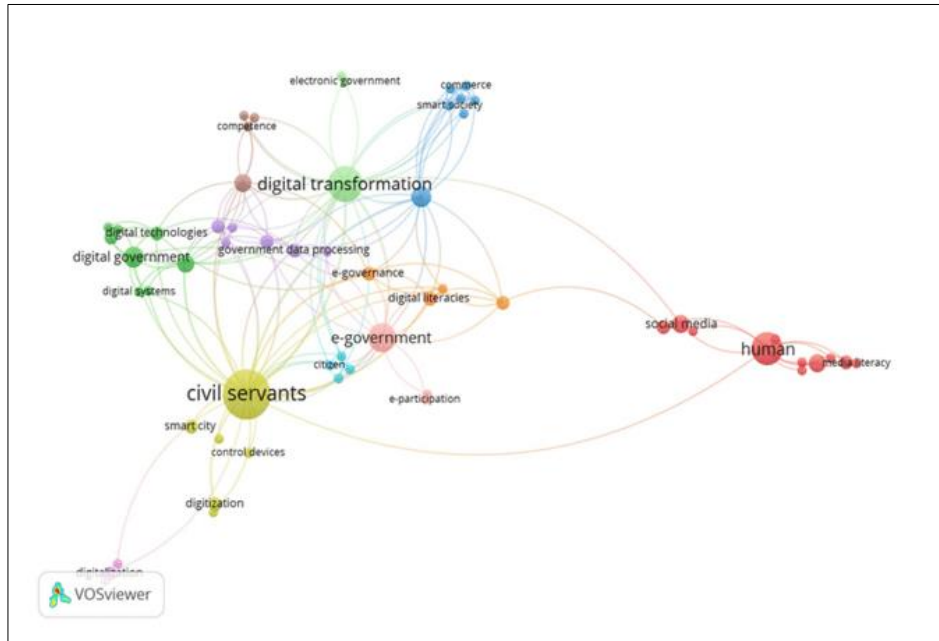 electronic government
commerce
smart society
competence
digital transformation
digital technologies
government data processing
digital government
e-governance
digital systems
digital literacies
social media
e-government
human
citizen
media literacy
civil servants
e-participation
smart city
control devices
digitization
digitalization
VOSviewer